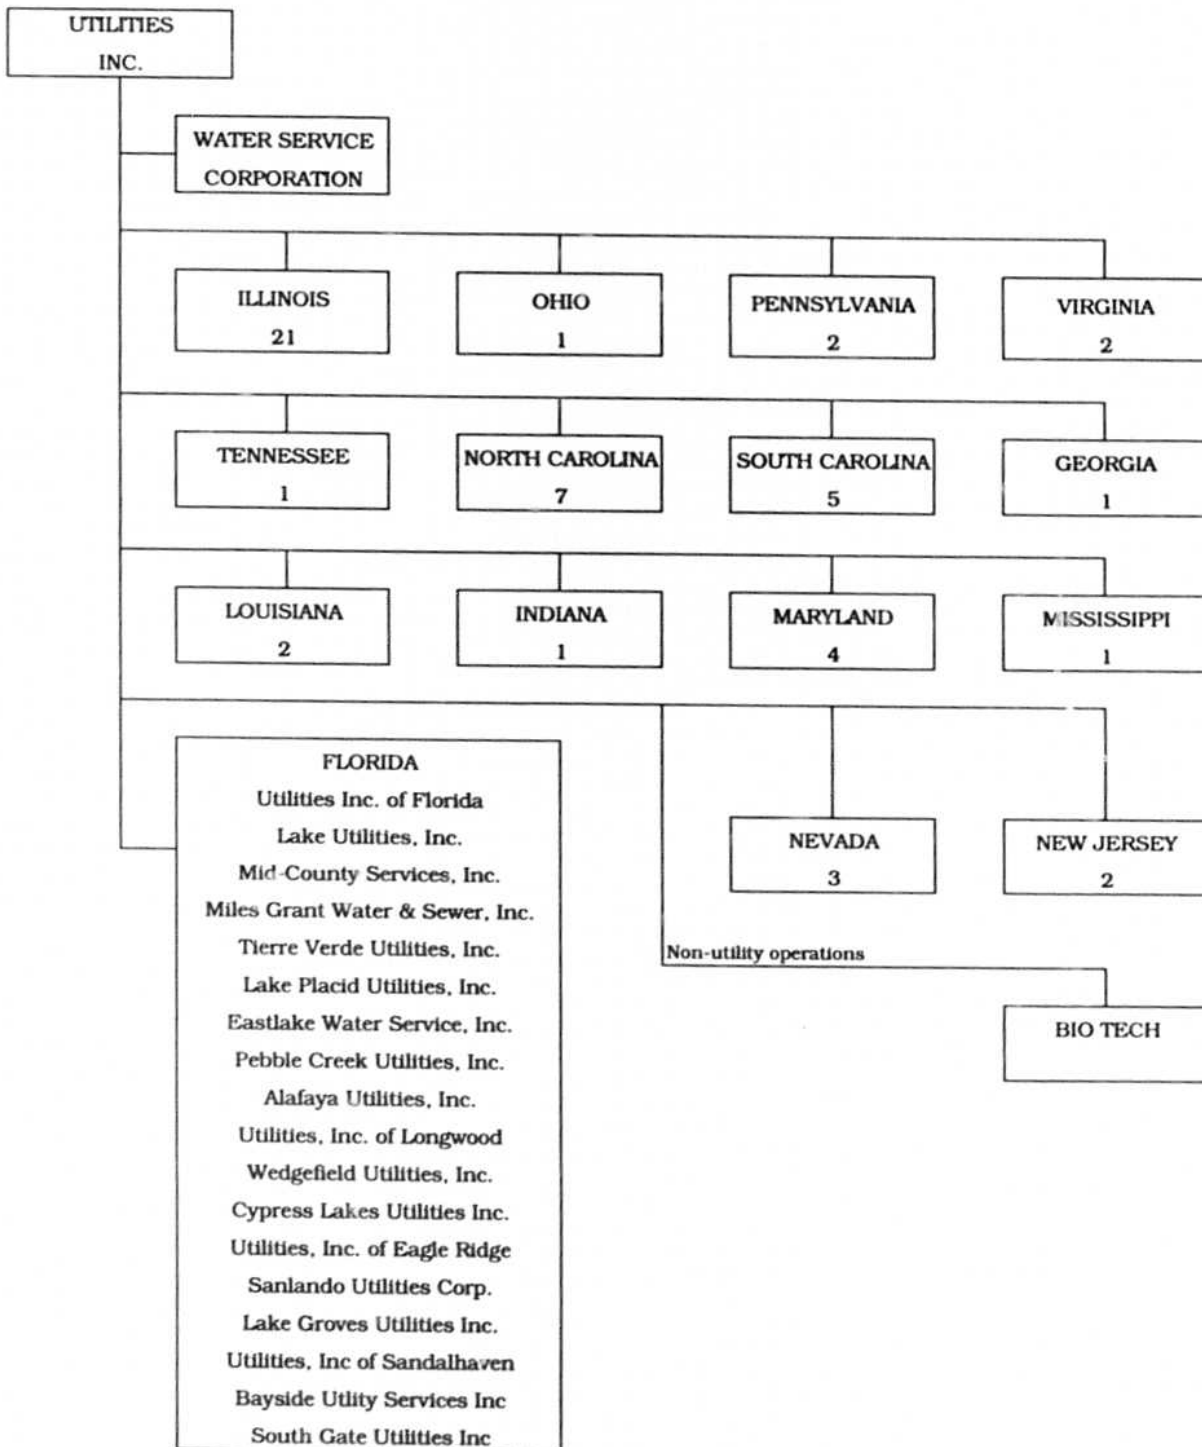 UTILITIES
INC.
WATER SERVICE
CORPORATION
ILLINOIS
21
OHIO
1
PENNSYLVANIA
2
VIRGINIA
2
TENNESSEE
1
NORTH CAROLINA
7
SOUTH CAROLINA
5
GEORGIA
1
LOUISIANA
2
INDIANA
1
MARYLAND
4
MISSISSIPPI
1
FLORIDA
Utilities Inc. of Florida
Lake Utilities, Inc.
Mid-County Services, Inc.
Miles Grant Water & Sewer, Inc.
Tierre Verde Utilities, Inc.
Lake Placid Utilities, Inc.
Eastlake Water Service, Inc.
Pebble Creek Utilities, Inc.
Alafaya Utilities, Inc.
Utilities, Inc. of Longwood
Wedgefield Utilities, Inc.
Cypress Lakes Utilities Inc.
Utilities, Inc. of Eagle Ridge
Sanlando Utilities Corp.
Lake Groves Utilities Inc.
Utilities, Inc of Sandalhaven
Bayside Utlity Services Inc
South Gate Utilities Inc
NEVADA
3
NEW JERSEY
2
Non-utility operations
BIO TECH